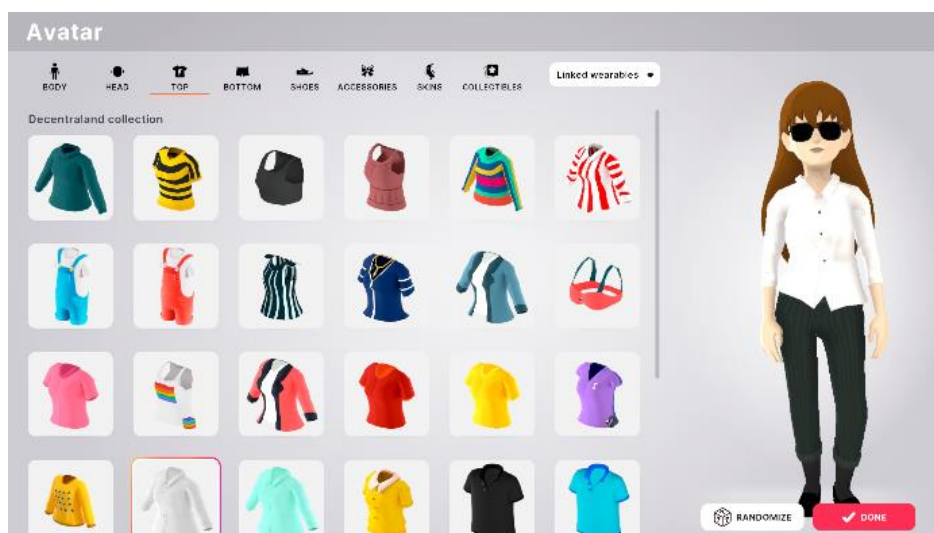 Avatar
BODY HEAD TOP BOTTOM SHOES ACCESSORIES SKINS COLLECTIBLES Linked wearables
Decentraland collection
RANDOMIZE DONE